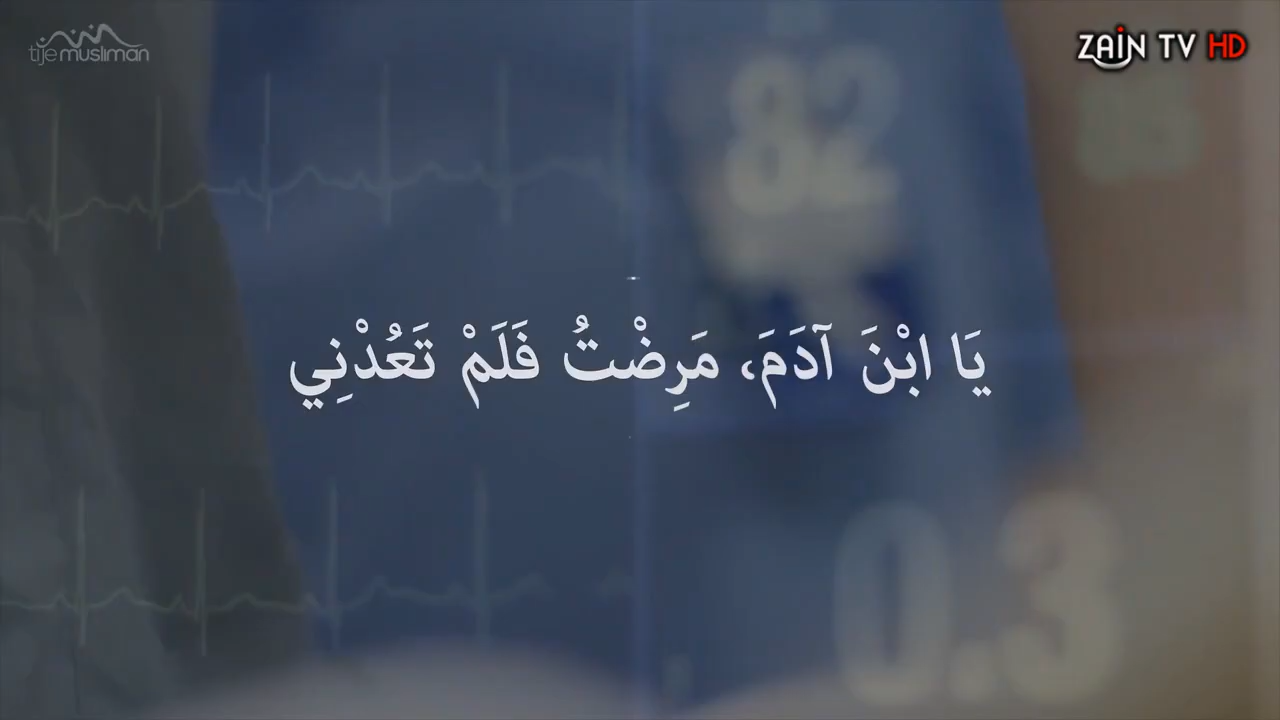 tijemusliman
ZAIN TV HD
82
يَا ابْنَ آدَمَ، مَرِضْتُ فَلَمْ تَعُدْنِي
0.3